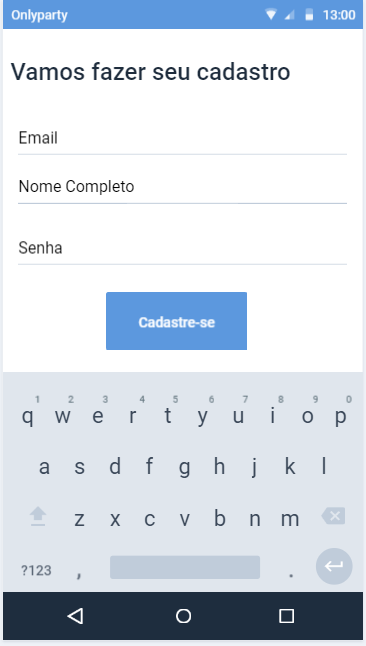 Onlyparty 13:00
Vamos fazer seu cadastro
Email
Nome Completo
Senha
Cadastre-se
1 2 3 4 5 6 7 8 9 0
q w e r t y u i o p
a s d f g h j k l
z x c v b n m
?123 , .